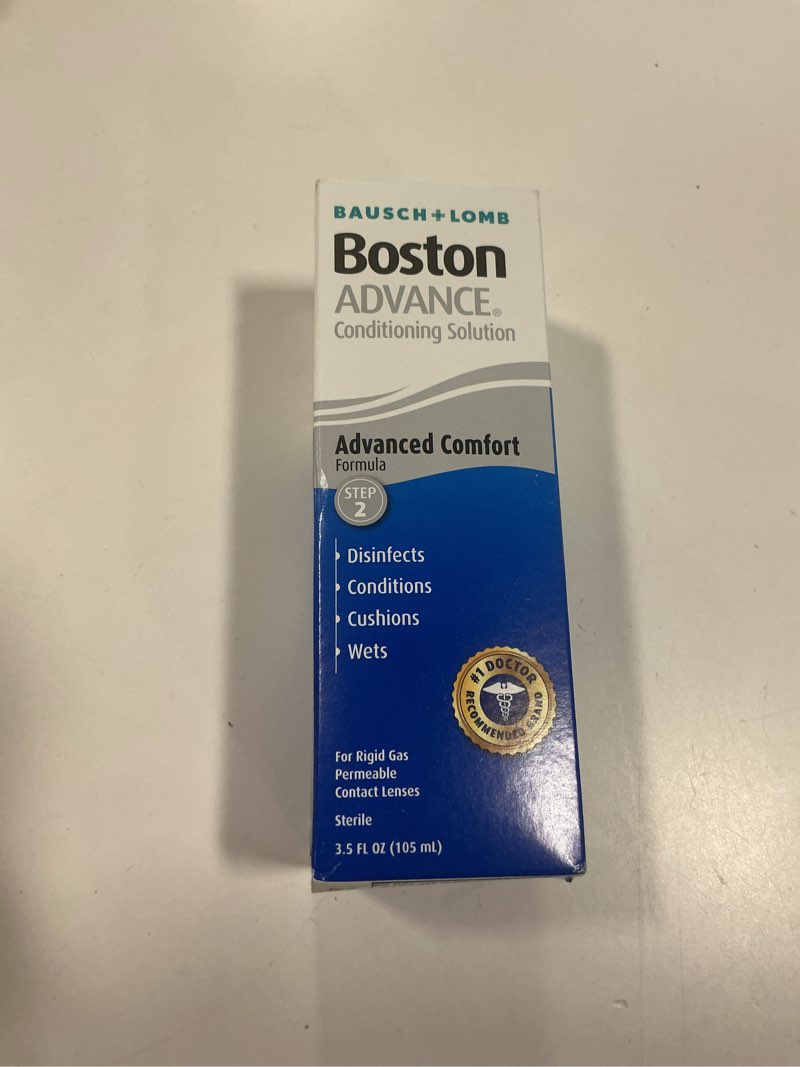 BAUSCH+LOMB
Boston
ADVANCE®
Conditioning Solution
Advanced Comfort
Formula
STEP
2
Disinfects
Conditions
Cushions
Wets
#1 DOCTOR
RECOMMENDED BRAND
For Rigid Gas
Permeable
Contact Lenses
Sterile
3.5 FL OZ (105 mL)